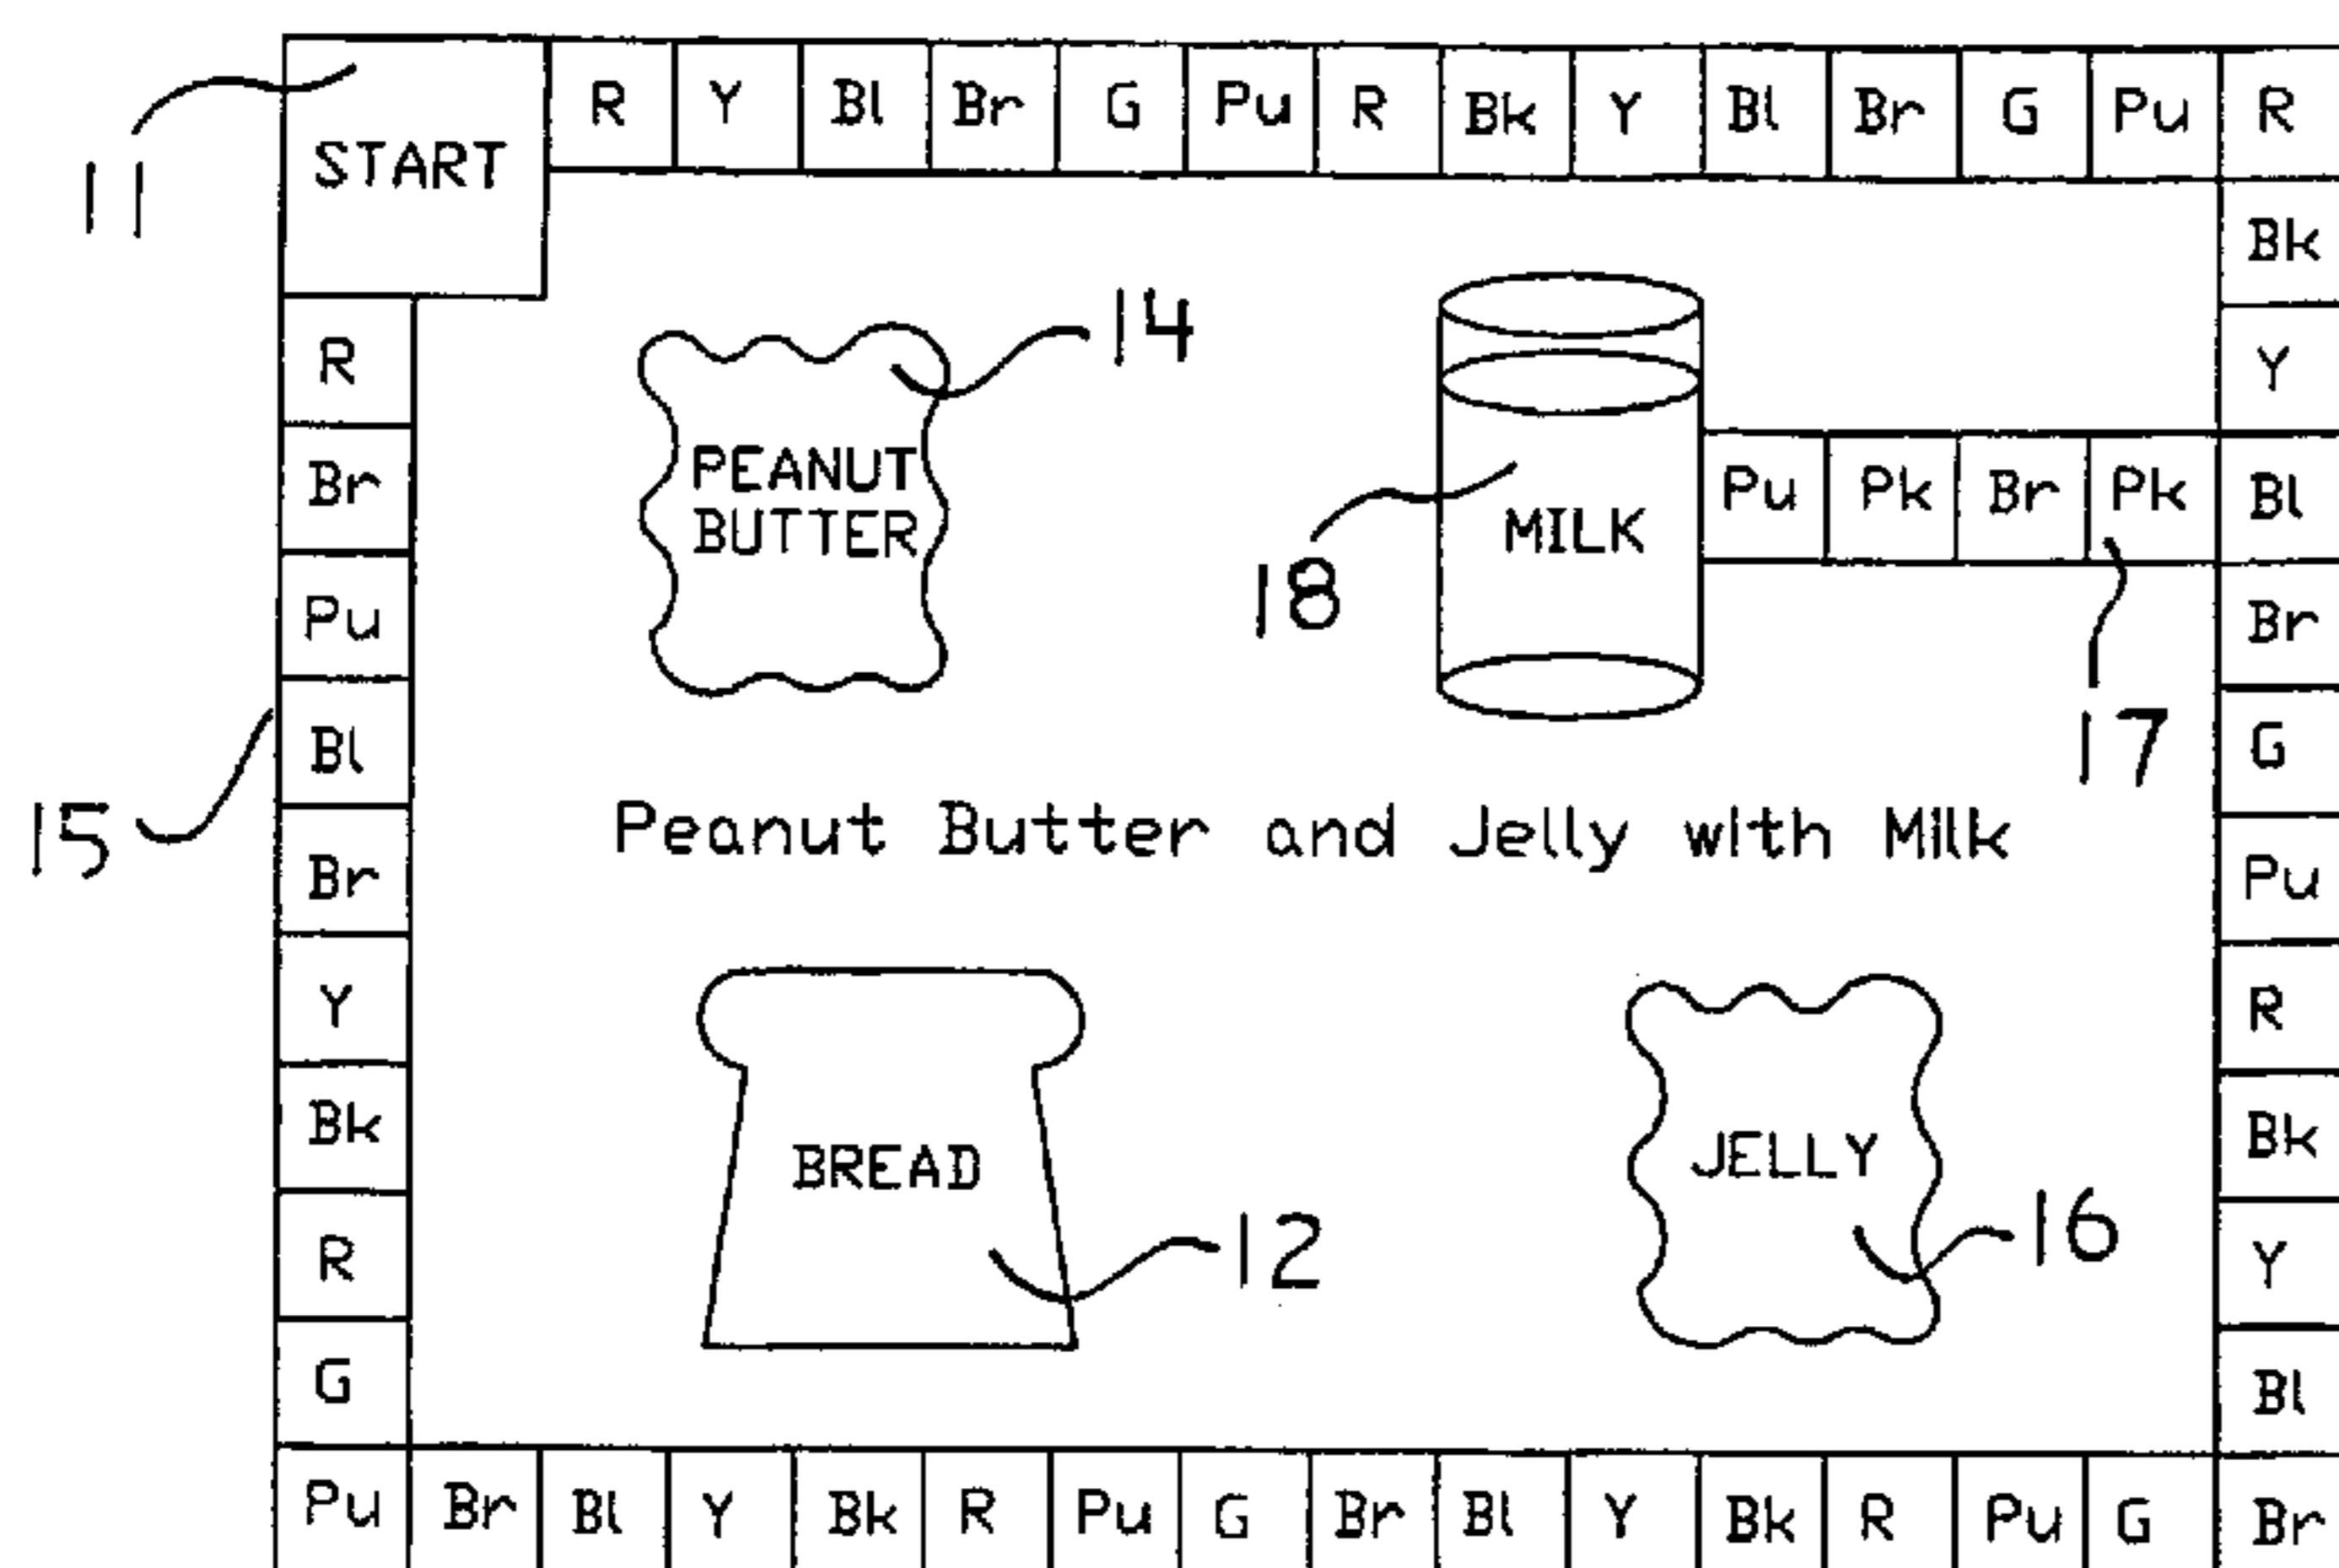 R Y Bl Br G Pu R Bk Y Bl Br G Pu R
START
11
Bk
14
R
Y
PEANUT
BUTTER
Br
Pu Pk Br Pk Bl
MILK
18
Pu
Br
17
Bl
G
15
Peanut Butter and Jelly with Milk
Br
Pu
Y
R
Bk
BREAD
JELLY
Bk
12
16
R
Y
G
Bl
Pu Br Bl Y Bk R Pu G Br Bl Y Bk R Pu G Br